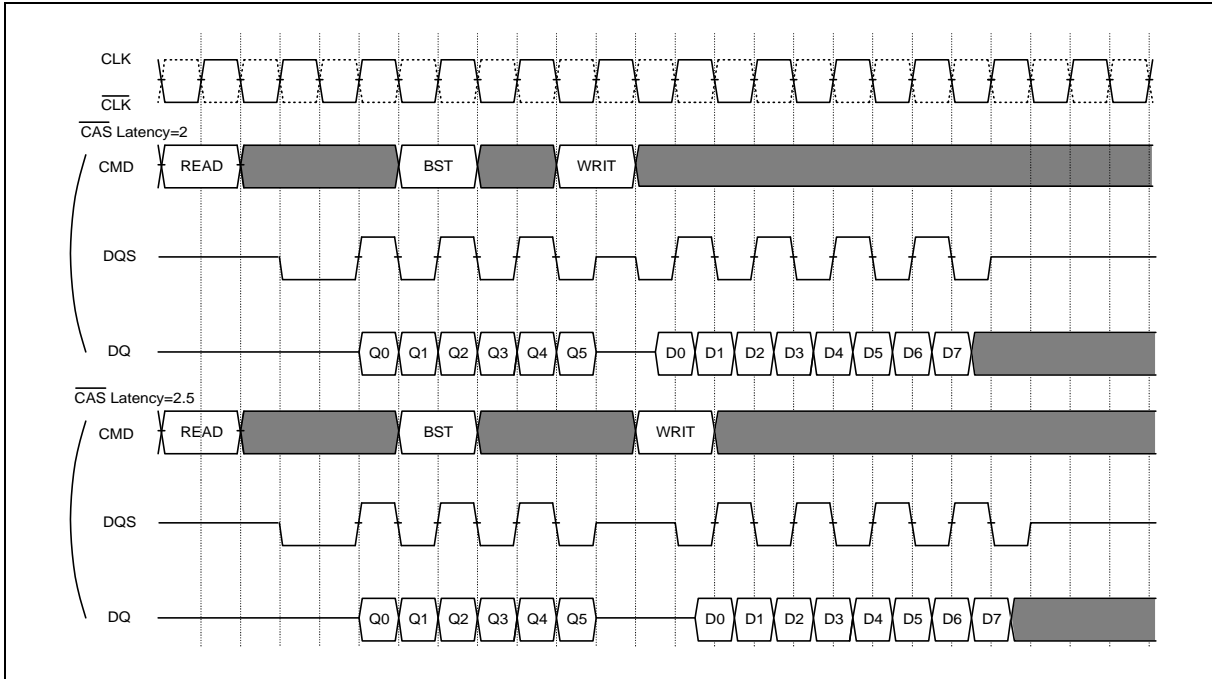 CLK
CLK
CAS Latency=2
CMD READ BST WRIT
DQS
DQ Q0 Q1 Q2 Q3 Q4 Q5 D0 D1 D2 D3 D4 D5 D6 D7
CAS Latency=2.5
CMD READ BST WRIT
DQS
DQ Q0 Q1 Q2 Q3 Q4 Q5 D0 D1 D2 D3 D4 D5 D6 D7